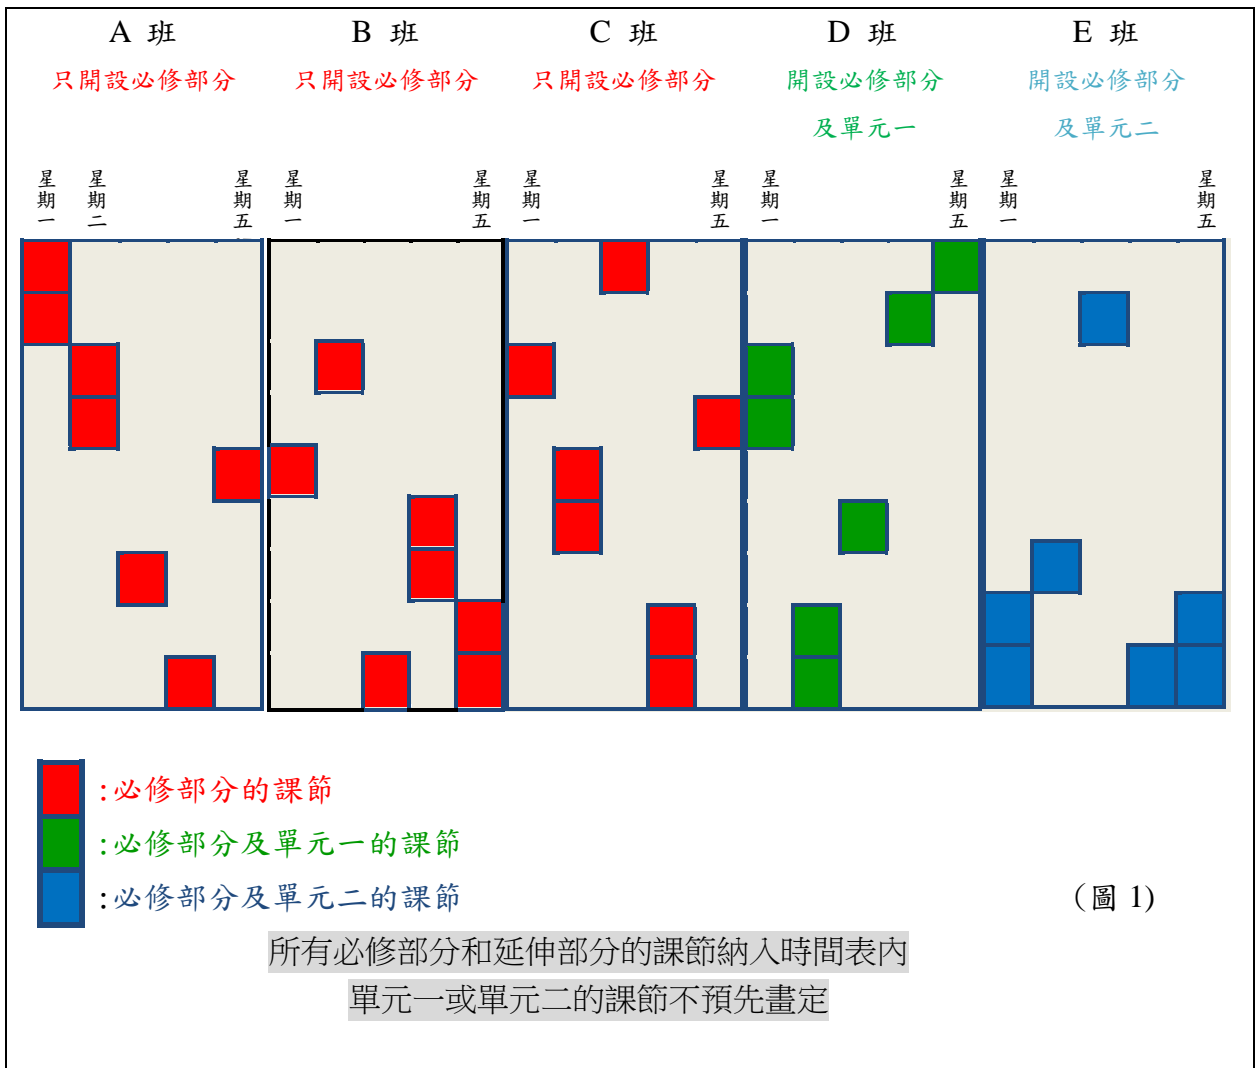 A 班 B 班 C 班 D 班 E 班
只開設必修部分 只開設必修部分 只開設必修部分 開設必修部分 開設必修部分
及單元一 及單元二
星期一 星期二 星期五 星期一 星期五 星期一 星期五 星期一 星期五 星期一 星期五
:必修部分的課節
:必修部分及單元一的課節
:必修部分及單元二的課節
（圖 1)
所有必修部分和延伸部分的課節納入時間表內
單元一或單元二的課節不預先畫定